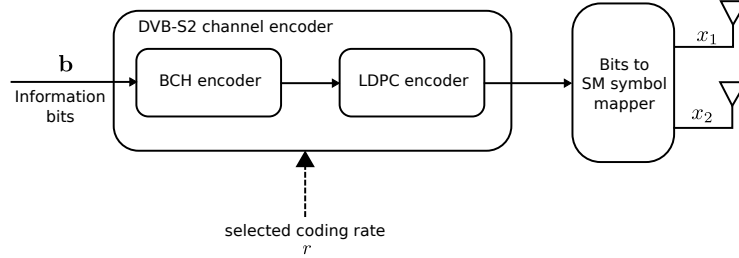 DVB-S2 channel encoder
b
Information
bits
BCH encoder
LDPC encoder
Bits to
SM symbol
mapper
x₁
x₂
selected coding rate
r